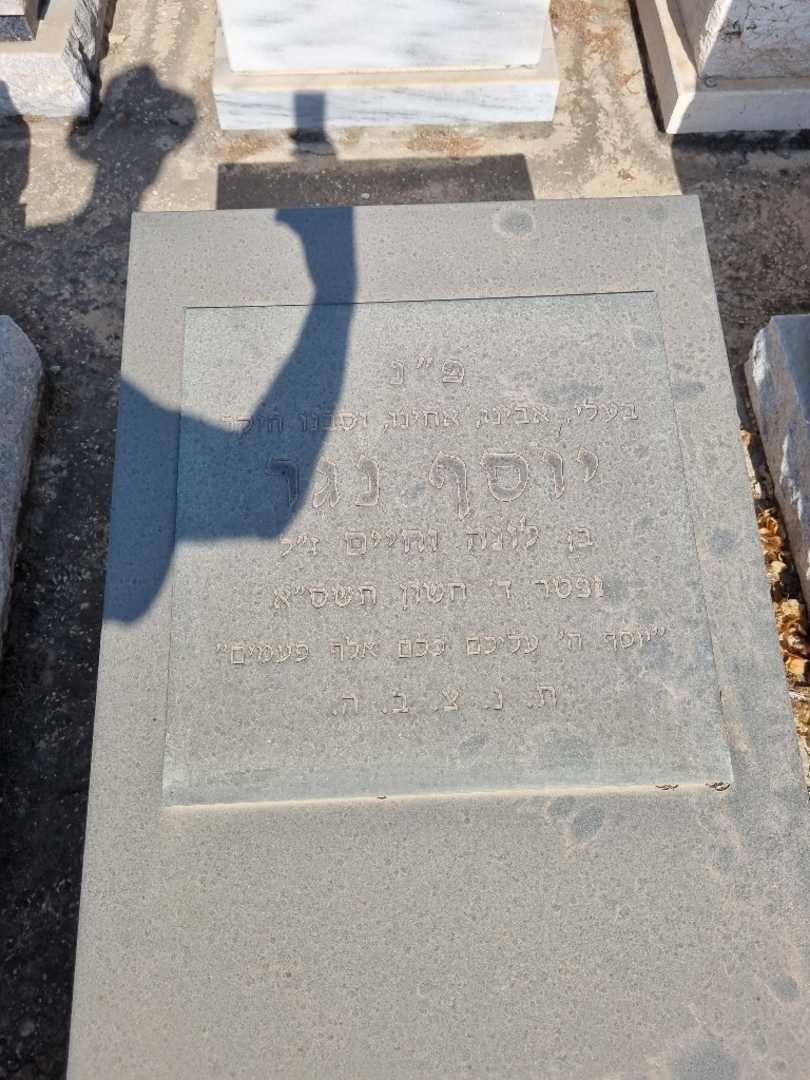 פ"נ
בעלי, אבינו, אחינו, וסבנו היקר
יוסף נגר
בן לונה וחיים ז"ל
נפטר ד' חשון תשס"א
"יוסף ה' עליכם ככם אלף פעמים"
ת. נ. צ. ב. ה.